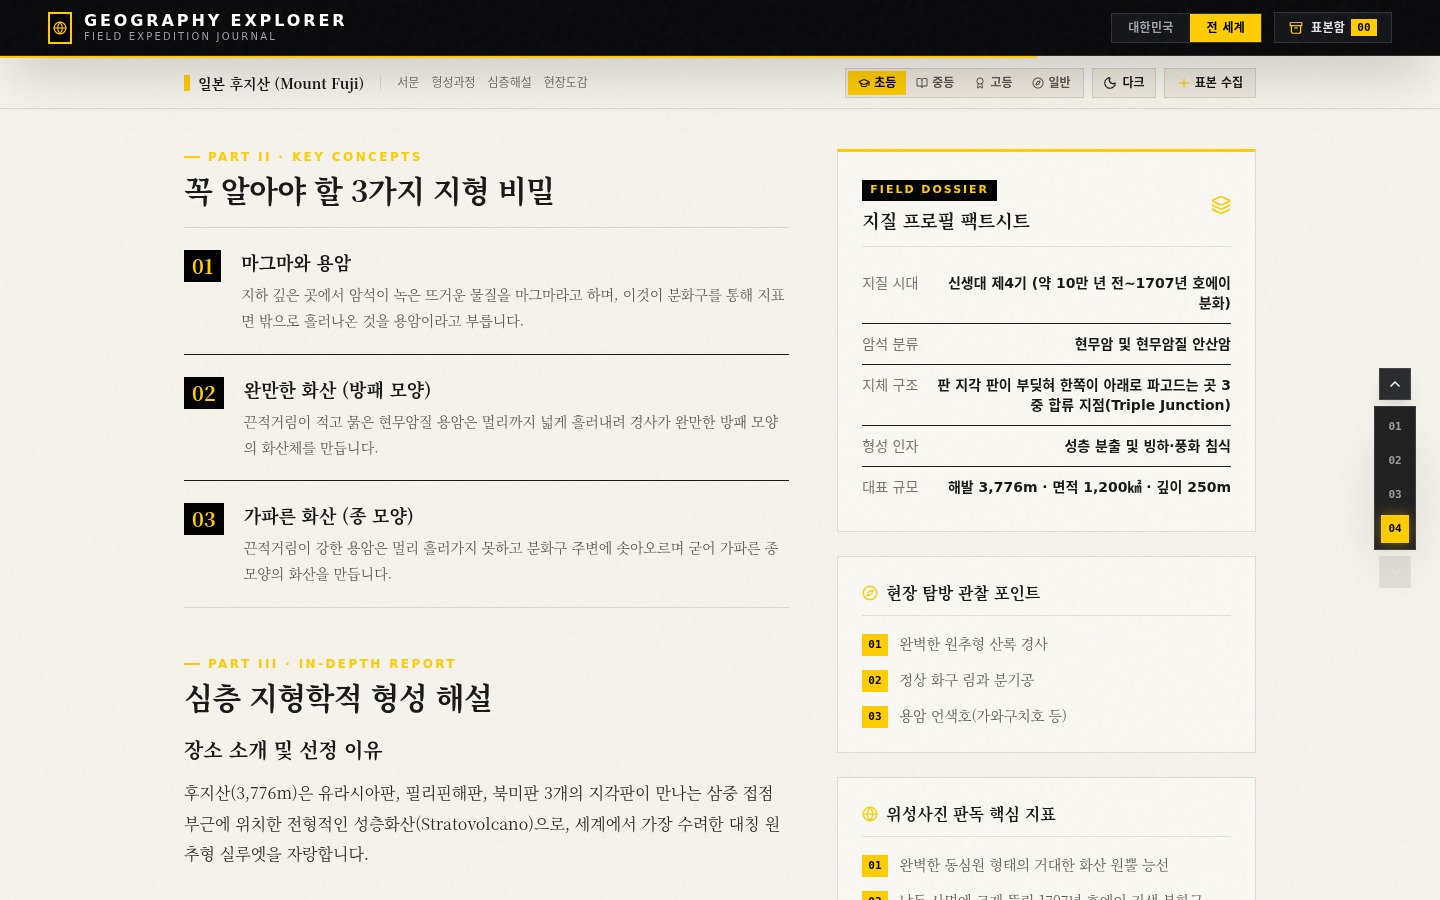 GEOGRAPHY EXPLORER
FIELD EXPEDITION JOURNAL
대한민국
전 세계
표본함 00
일본 후지산 (Mount Fuji)
서문 형성과정 심층해설 현장도감
초등 중등 고등 일반
다크
표본 수집
PART II · KEY CONCEPTS
꼭 알아야 할 3가지 지형 비밀
01 마그마와 용암
지하 깊은 곳에서 암석이 녹은 뜨거운 물질을 마그마라고 하며, 이것이 분화구를 통해 지표
면 밖으로 흘러나온 것을 용암이라고 부릅니다.
02 완만한 화산 (방패 모양)
끈적거림이 적고 묽은 현무암질 용암은 멀리까지 넓게 흘러내려 경사가 완만한 방패 모양
의 화산체를 만듭니다.
03 가파른 화산 (종 모양)
끈적거림이 강한 용암은 멀리 흘러가지 못하고 분화구 주변에 솟아오르며 굳어 가파른 종
모양의 화산을 만듭니다.
PART III · IN-DEPTH REPORT
심층 지형학적 형성 해설
장소 소개 및 선정 이유
후지산(3,776m)은 유라시아판, 필리핀해판, 북미판 3개의 지각판이 만나는 삼중 접점
부근에 위치한 전형적인 성층화산(Stratovolcano)으로, 세계에서 가장 수려한 대칭 원
추형 실루엣을 자랑합니다.
FIELD DOSSIER
지질 프로필 팩트시트
지질 시대 신생대 제4기 (약 10만 년 전~1707년 호에이
분화)
암석 분류 현무암 및 현무암질 안산암
지체 구조 판 지각 판이 부딪혀 한쪽이 아래로 파고드는 곳 3
중 합류 지점(Triple Junction)
형성 인자 성층 분출 및 빙하·풍화 침식
대표 규모 해발 3,776m · 면적 1,200㎢ · 깊이 250m
현장 탐방 관찰 포인트
01 완벽한 원추형 산록 경사
02 정상 화구 림과 분기공
03 용암 언색호(가와구치호 등)
위성사진 판독 핵심 지표
01 완벽한 동심원 형태의 거대한 화산 원뿔 능선
01
02
03
04